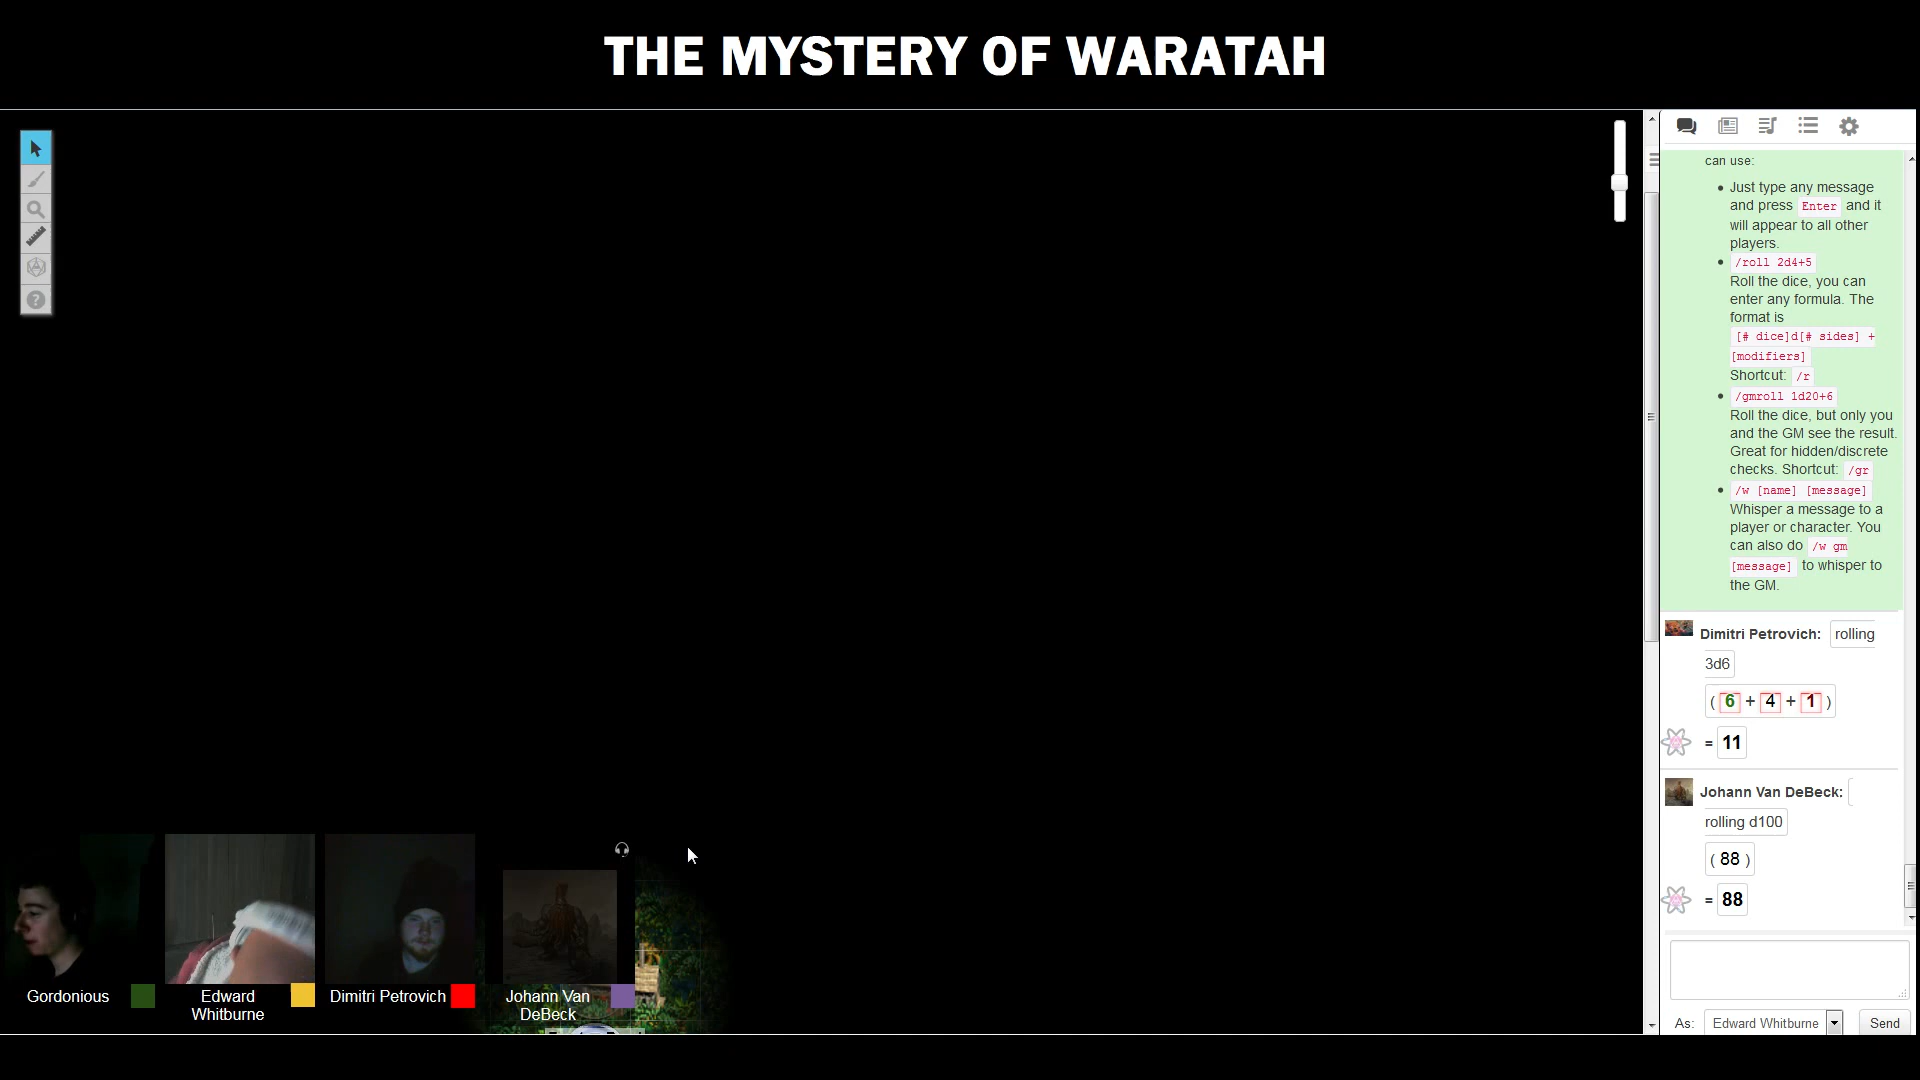 THE MYSTERY OF WARATAH
can use:
Just type any message
and press Enter and it
will appear to all other
players.
/roll 2d4+5
Roll the dice, you can
enter any formula. The
format is
[# dice]d[# sides] +
[modifiers]
Shortcut: /r
/gmroll 1d20+6
Roll the dice, but only you
and the GM see the result.
Great for hidden/discrete
checks. Shortcut: /gr
/w [name] [message]
Whisper a message to a
player or character. You
can also do /w gm
[message] to whisper to
the GM.
Dimitri Petrovich: rolling
3d6
( 6 + 4 + 1 )
= 11
Johann Van DeBeck:
rolling d100
( 88 )
= 88
As: Edward Whitburne Send
Gordonious
Edward
Whitburne
Dimitri Petrovich
Johann Van
DeBeck